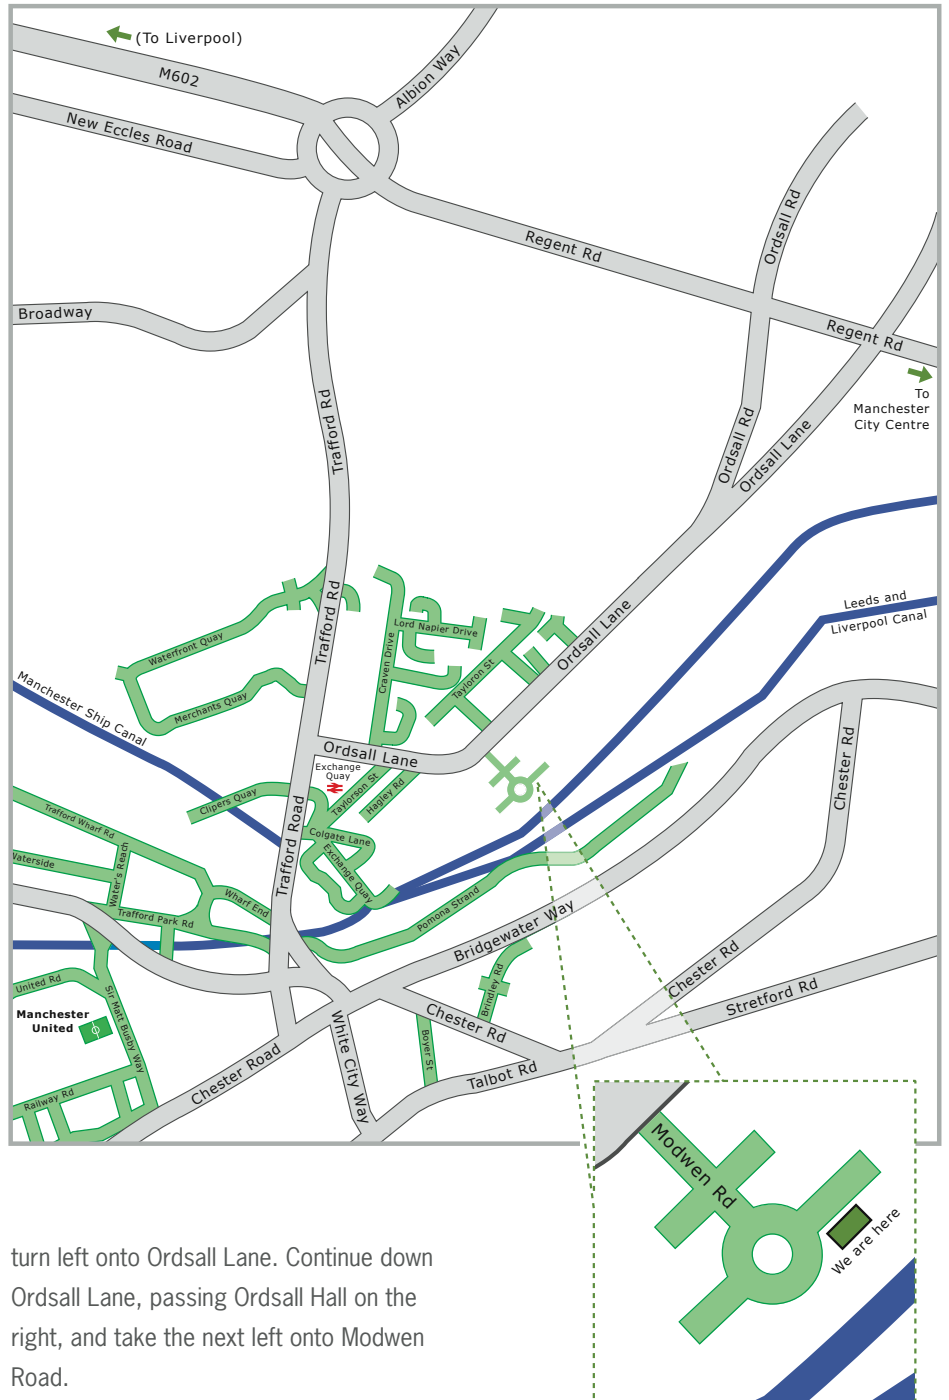 (To Liverpool)
M602
Albion Way
New Eccles Road
Regent Rd
Ordsall Rd
Broadway
Regent Rd
To
Manchester
City Centre
Trafford Rd
Ordsall Rd
Ordsall Lane
Leeds and
Liverpool Canal
Trafford Rd
Lord Napier Drive
Waterfront Quay
Craven Drive
Tayloron St
Ordsall Lane
Merchants Quay
Manchester Ship Canal
Ordsall Lane
Chester Rd
Exchange
Quay
Taylorson St
Hagley Rd
Clipers Quay
Trafford Road
Colgate Lane
Exchange Quay
Trafford Wharf Rd
Waterside
Water's Reach
Wharf End
Trafford Park Rd
Pomona Strand
Bridgewater Way
Brindley Rd
Chester Rd
Stretford Rd
United Rd
Sir Matt Busby Way
Manchester
United
White City Way
Chester Rd
Boyer St
Talbot Rd
Chester Road
Railway Rd
Modwen Rd
We are here
turn left onto Ordsall Lane. Continue down
Ordsall Lane, passing Ordsall Hall on the
right, and take the next left onto Modwen
Road.